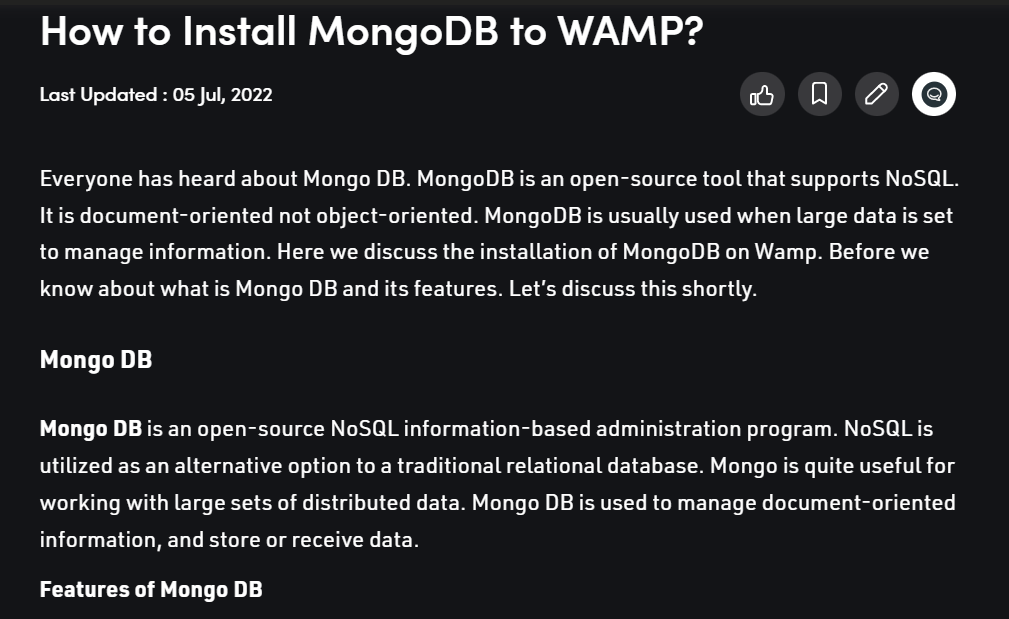 How to Install MongoDB to WAMP?
Last Updated : 05 Jul, 2022
Everyone has heard about Mongo DB. MongoDB is an open-source tool that supports NoSQL.
It is document-oriented not object-oriented. MongoDB is usually used when large data is set
to manage information. Here we discuss the installation of MongoDB on Wamp. Before we
know about what is Mongo DB and its features. Let's discuss this shortly.
Mongo DB
Mongo DB is an open-source NoSQL information-based administration program. NoSQL is
utilized as an alternative option to a traditional relational database. Mongo is quite useful for
working with large sets of distributed data. Mongo DB is used to manage document-oriented
information, and store or receive data.
Features of Mongo DB